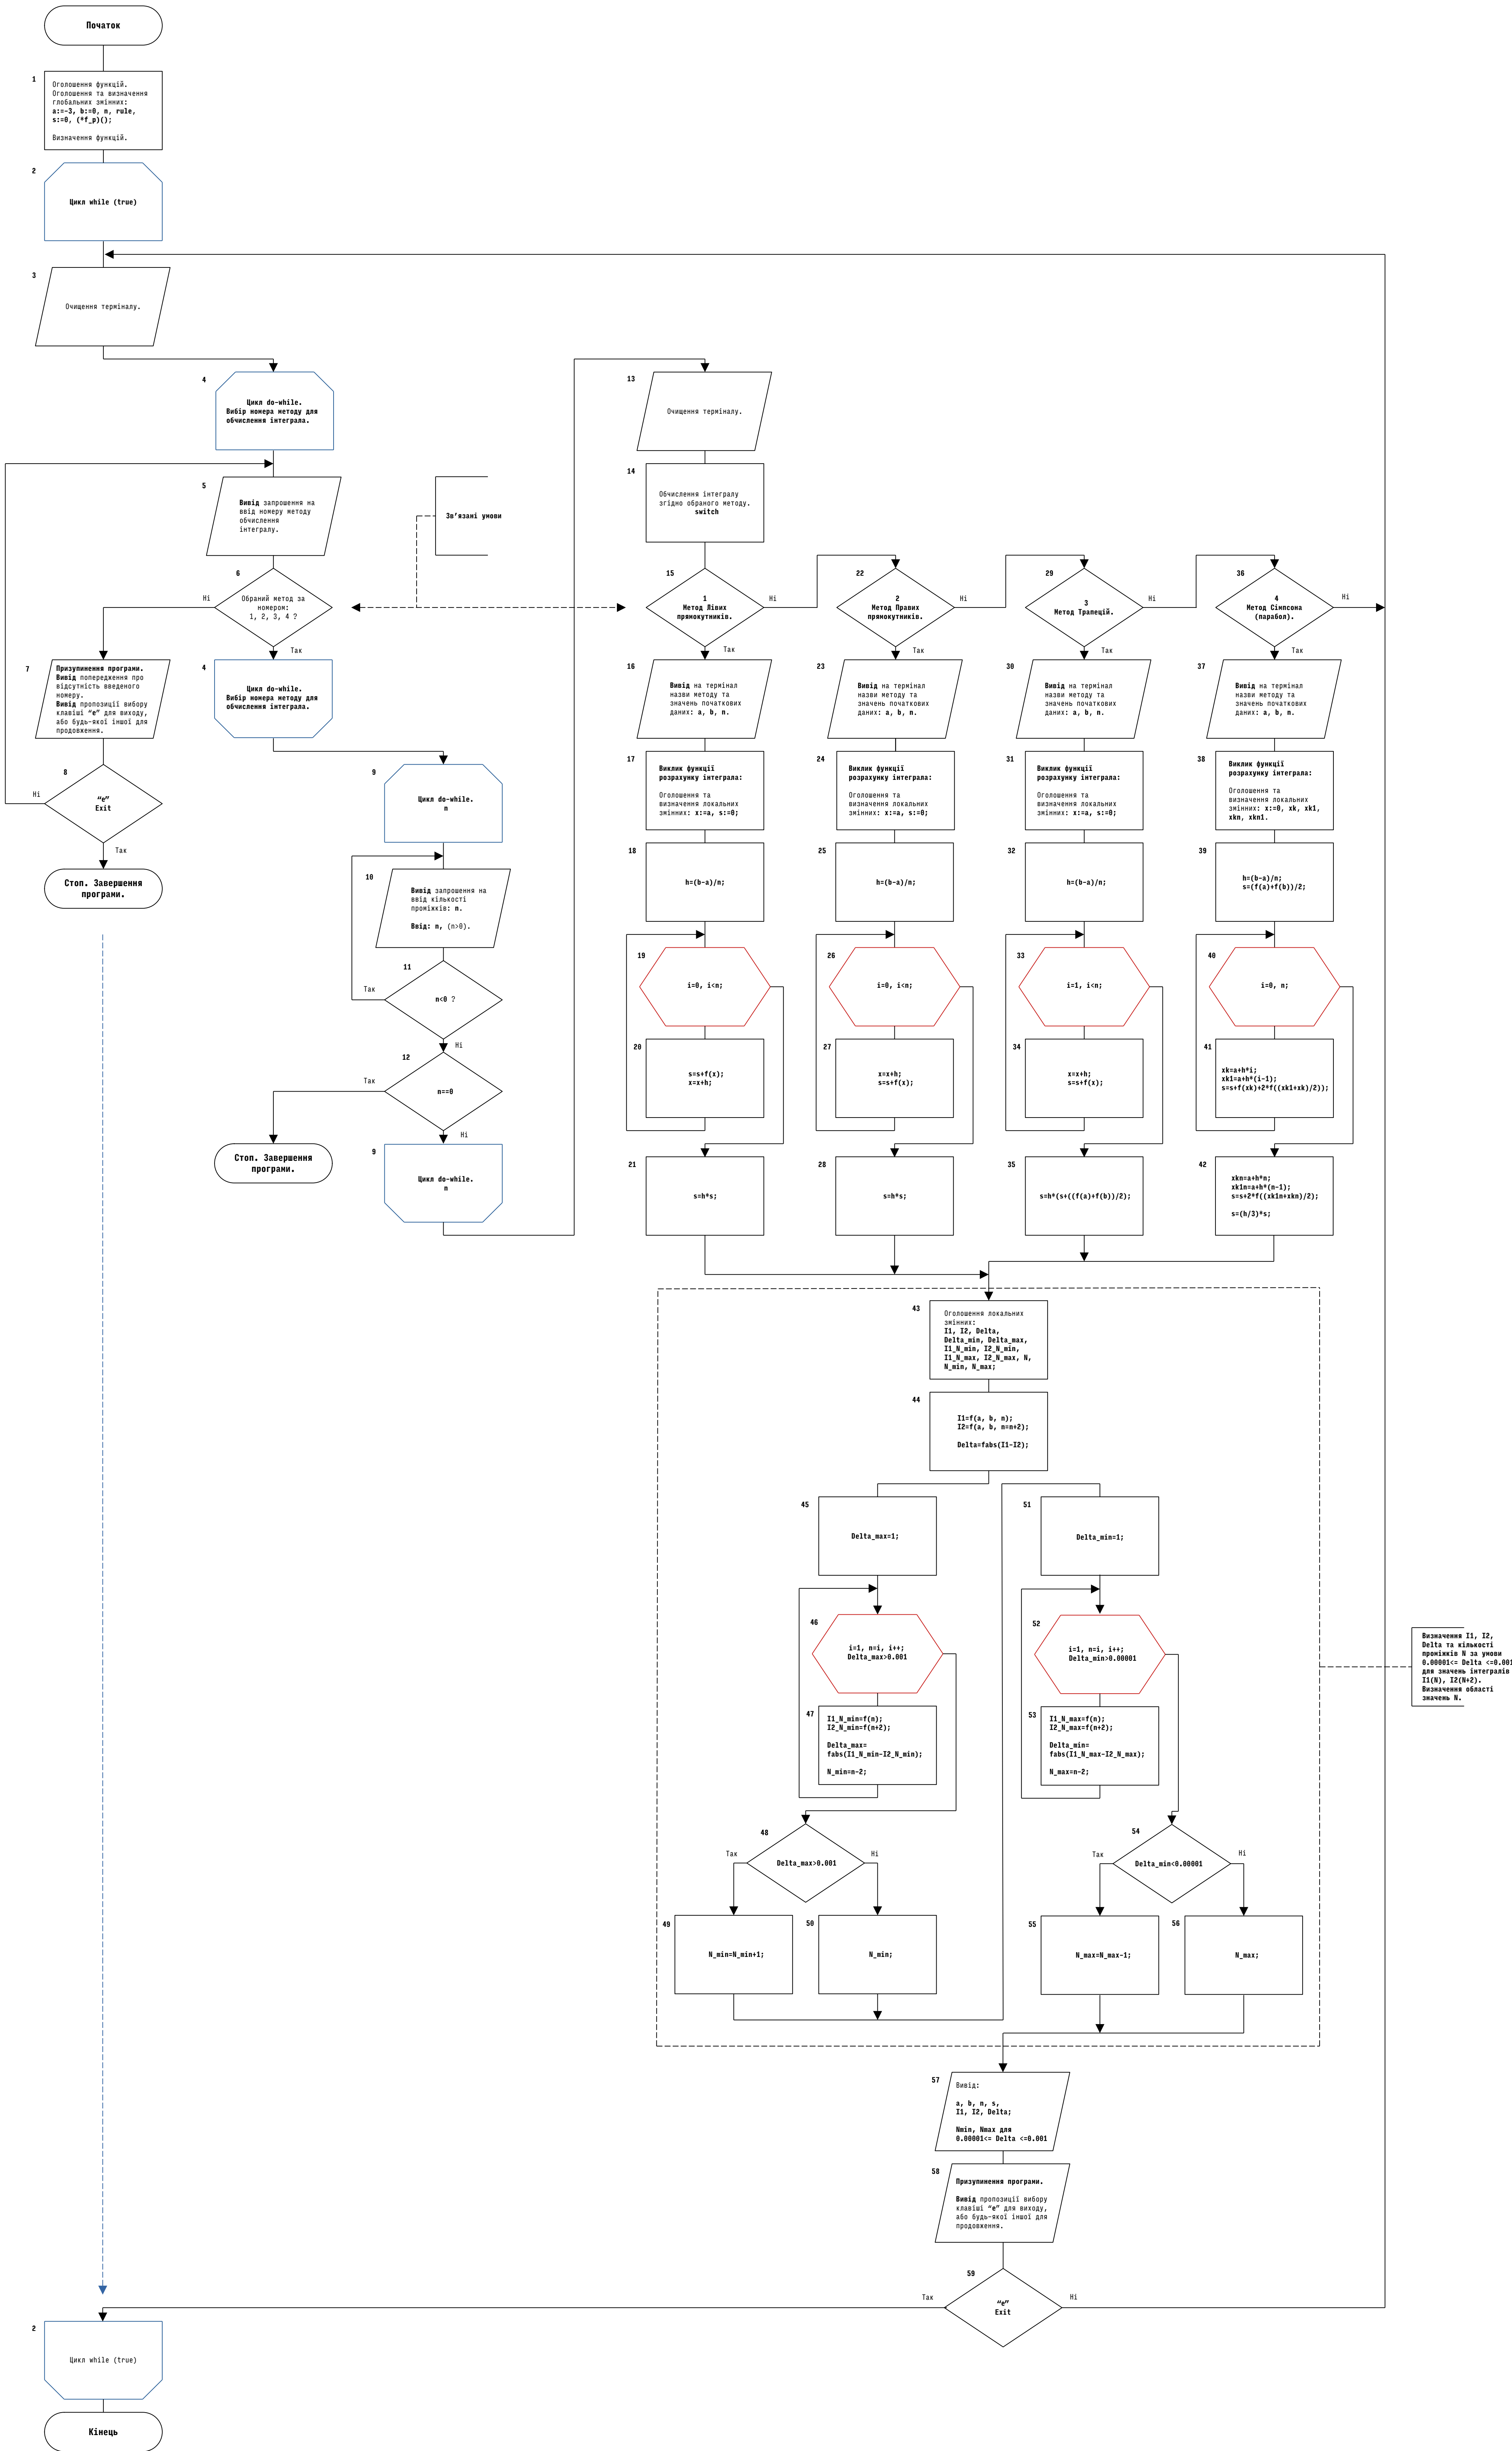 Початок
1
Оголошення функцій.
Оголошення та визначення
глобальних змінних:
a:=-3, b:=0, n, rule,
s:=0, (*f_p)();
Визначення функцій.
2
Цикл while (true)
3
Очищення терміналу.
4
Цикл do-while.
Вибір номера методу для
обчислення інтеграла.
5
Вивід запрошення на
ввід номеру методу
обчислення
інтегралу.
Зв’язані умови
6
Обраний метод за
номером:
1, 2, 3, 4 ?
Ні
Так
7
Призупинення програми.
Вивід попередження про
відсутність введеного
номеру.
Вивід пропозиції вибору
клавіші “e” для виходу,
або будь-якої іншої для
продовження.
8
“e”
Exit
Ні
Так
Стоп. Завершення
програми.
4
Цикл do-while.
Вибір номера методу для
обчислення інтеграла.
9
Цикл do-while.
n
10
Вивід запрошення на
ввід кількості
проміжків: n.
Ввід: n, (n>0).
11
n<0 ?
Так
Ні
12
n==0
Так
Ні
Стоп. Завершення
програми.
9
Цикл do-while.
n
13
Очищення терміналу.
14
Обчислення інтегралу
згідно обраного методу.
switch
15
1
Метод Лівих
прямокутників.
Ні
Так
16
Вивід на термінал
назви методу та
значень початкових
даних: a, b, n.
17
Виклик функції
розрахунку інтеграла:
Оголошення та
визначення локальних
змінних: x:=a, s:=0;
18
h=(b-a)/n;
19
i=0, i<n;
20
s=s+f(x);
x=x+h;
21
s=h*s;
22
2
Метод Правих
прямокутників.
Ні
Так
23
Вивід на термінал
назви методу та
значень початкових
даних: a, b, n.
24
Виклик функції
розрахунку інтеграла:
Оголошення та
визначення локальних
змінних: x:=a, s:=0;
25
h=(b-a)/n;
26
i=0, i<n;
27
x=x+h;
s=s+f(x);
28
s=h*s;
29
3
Метод Трапецій.
Ні
Так
30
Вивід на термінал
назви методу та
значень початкових
даних: a, b, n.
31
Виклик функції
розрахунку інтеграла:
Оголошення та
визначення локальних
змінних: x:=a, s:=0;
32
h=(b-a)/n;
33
i=1, i<n;
34
x=x+h;
s=s+f(x);
35
s=h*(s+((f(a)+f(b))/2);
36
4
Метод Сімпсона
(парабол).
Ні
Так
37
Вивід на термінал
назви методу та
значень початкових
даних: a, b, n.
38
Виклик функції
розрахунку інтеграла:
Оголошення та
визначення локальних
змінних: x:=0, xk, xk1,
xkn, xkn1.
39
h=(b-a)/n;
s=(f(a)+f(b))/2;
40
i=0, n;
41
xk=a+h*i;
xk1=a+h*(i-1);
s=s+f(xk)+2*f((xk1+xk)/2));
42
xkn=a+h*n;
xk1n=a+h*(n-1);
s=s+2*f((xk1n+xkn)/2);
s=(h/3)*s;
43
Оголошення локальних
змінних:
I1, I2, Delta,
Delta_min, Delta_max,
I1_N_min, I2_N_min,
I1_N_max, I2_N_max, N,
N_min, N_max;
44
I1=f(a, b, n);
I2=f(a, b, n=n+2);
Delta=fabs(I1-I2);
45
Delta_max=1;
46
i=1, n=i, i++;
Delta_max>0.001
47
I1_N_min=f(n);
I2_N_min=f(n+2);
Delta_max=
fabs(I1_N_min-I2_N_min);
N_min=n-2;
48
Delta_max>0.001
Так
Ні
49
N_min=N_min+1;
50
N_min;
51
Delta_min=1;
52
i=1, n=i, i++;
Delta_min>0.00001
53
I1_N_max=f(n);
I2_N_max=f(n+2);
Delta_min=
fabs(I1_N_max-I2_N_max);
N_max=n-2;
54
Delta_min<0.00001
Так
Ні
55
N_max=N_max-1;
56
N_max;
Визначення I1, I2,
Delta та кількості
проміжків N за умови
0.00001<= Delta <=0.001
для значень інтегралів
I1(N), I2(N+2).
Визначення області
значень N.
57
Вивід:
a, b, n, s,
I1, I2, Delta;
Nmin, Nmax для
0.00001<= Delta <=0.001
58
Призупинення програми.
Вивід пропозиції вибору
клавіші “e” для виходу,
або будь-якої іншої для
продовження.
59
“e”
Exit
Так
Ні
2
Цикл while (true)
Кінець